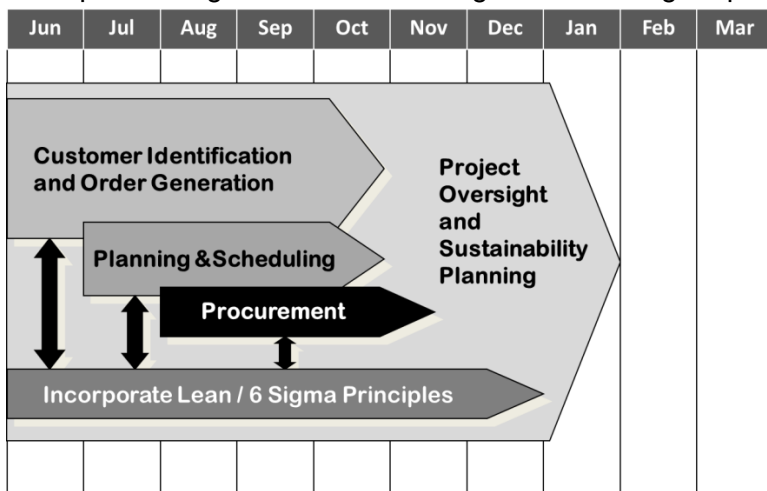 Jun Jul Aug Sep Oct Nov Dec Jan Feb Mar
Customer Identification
and Order Generation
Project
Oversight
and
Sustainability
Planning
Planning &Scheduling
Procurement
Incorporate Lean / 6 Sigma Principles